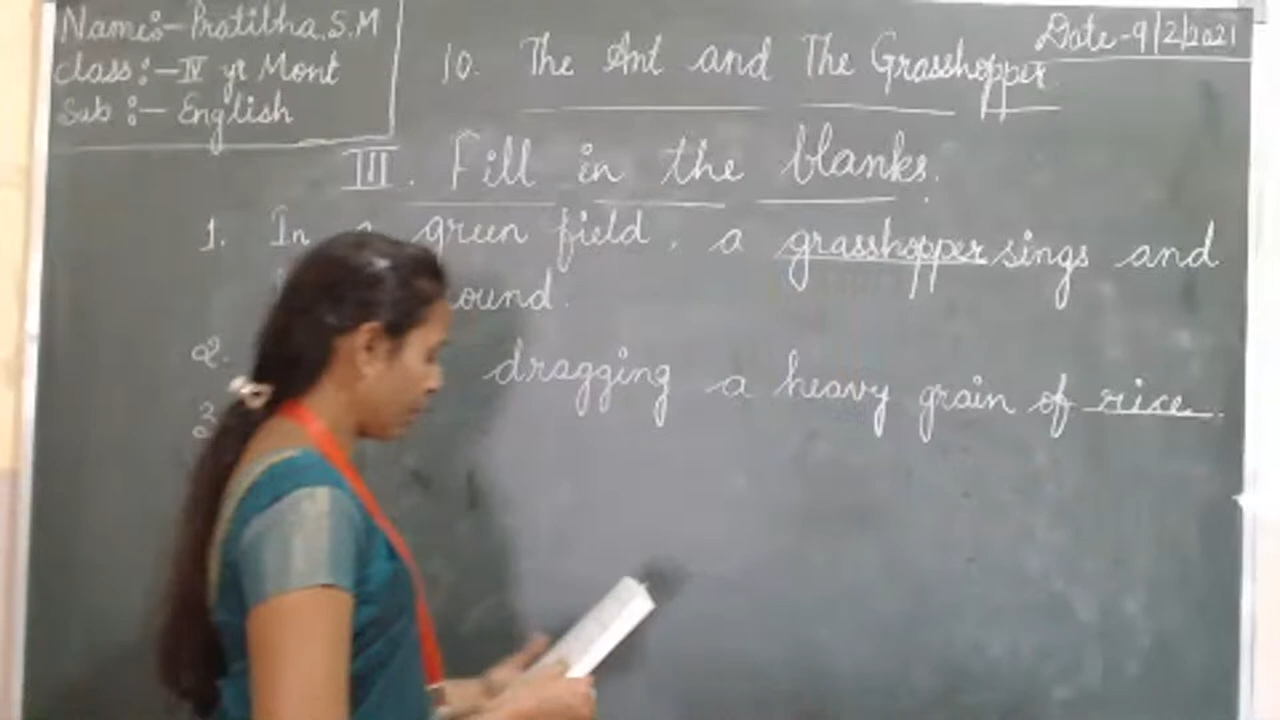 Name:- Pratibha.S.M
Class:- IV yr Mont
Sub :- English
Date-9/2/2021
10. The Ant and The Grasshopper
III. Fill in the blanks.
1. In a green field, a grasshopper sings and
ound.
2. dragging a heavy grain of rice.
3